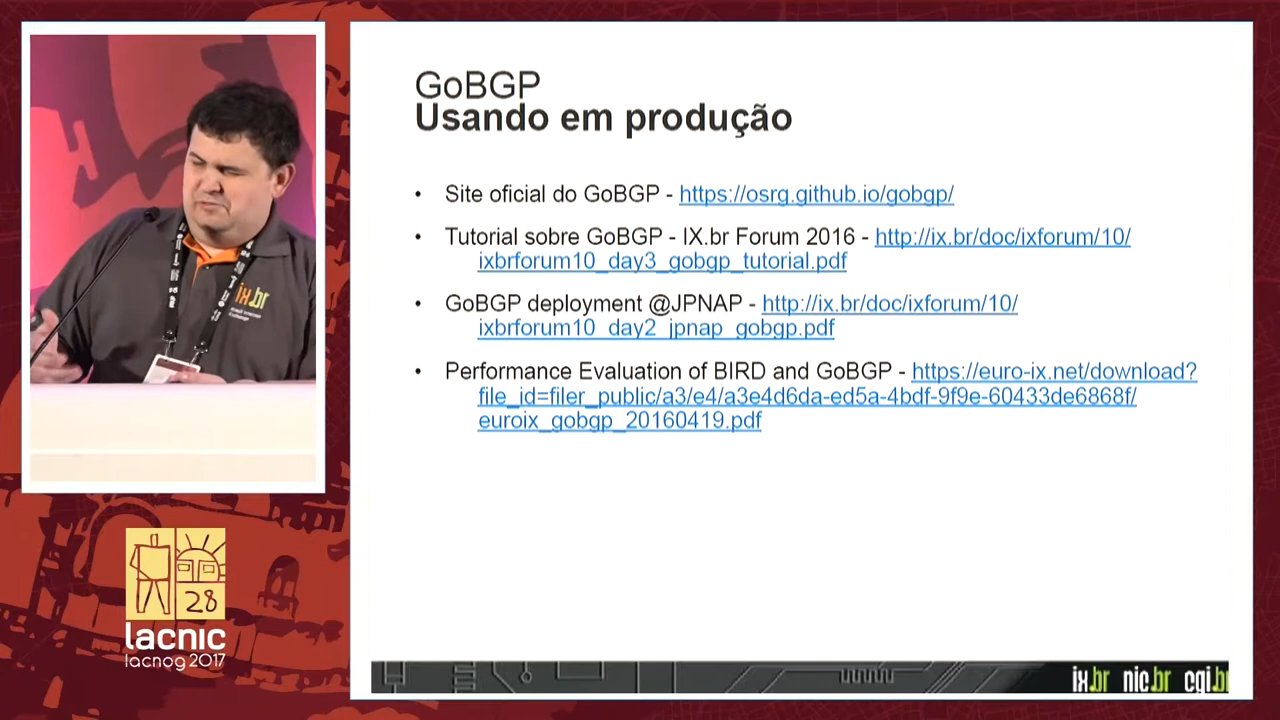 GoBGP
Usando em produção
• Site oficial do GoBGP - https://osrg.github.io/gobgp/
• Tutorial sobre GoBGP - IX.br Forum 2016 - http://ix.br/doc/ixforum/10/
ixbrforum10_day3_gobgp_tutorial.pdf
• GoBGP deployment @JPNAP - http://ix.br/doc/ixforum/10/
ixbrforum10_day2_jpnap_gobgp.pdf
• Performance Evaluation of BIRD and GoBGP - https://euro-ix.net/download?
file_id=filer_public/a3/e4/a3e4d6da-ed5a-4bdf-9f9e-60433de6868f/
euroix_gobgp_20160419.pdf
ix.br nic.br cgi.br
ix.br
28
lacnic
lacnog 2017